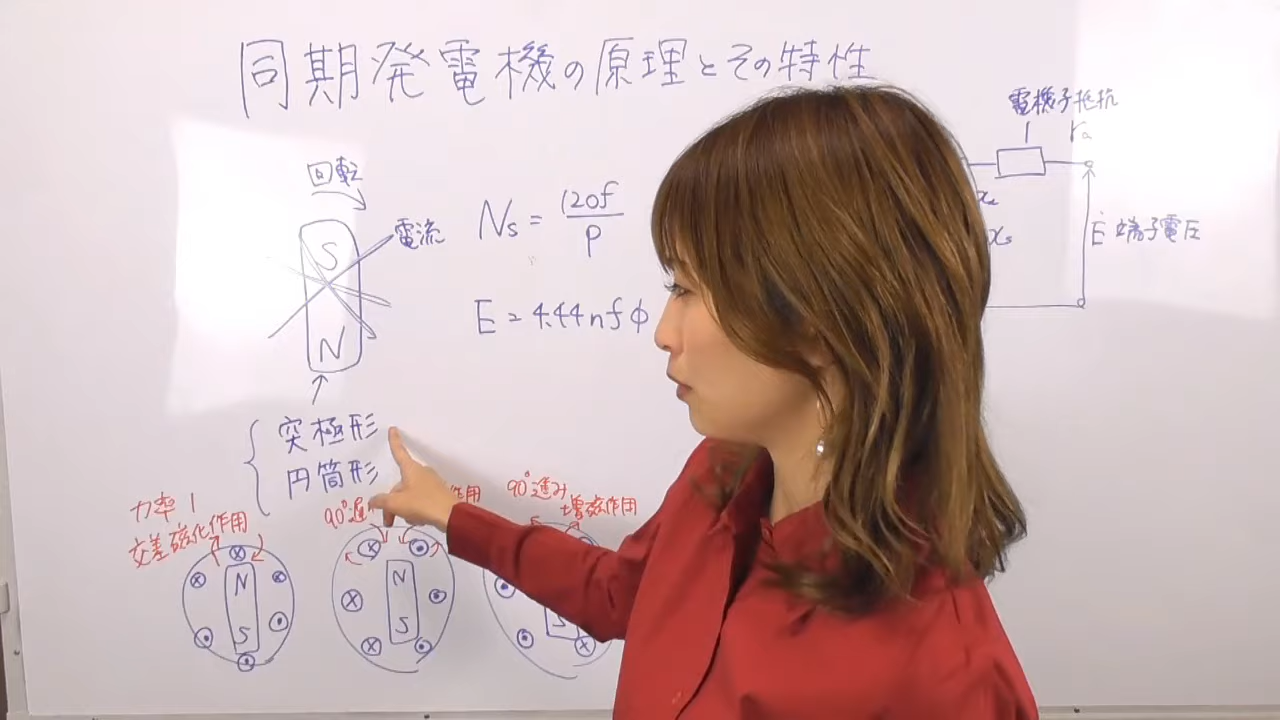 同期発電機の原理とその特性
回転
電流
S
N
Ns = 120f / P
E = 4.44nfΦ
電機子抵抗
ra
xs
Ė 端子電圧
突極形
円筒形
力率 1
交差磁化作用
90°
作用
90°進み
増磁作用
N
S
N
S
S